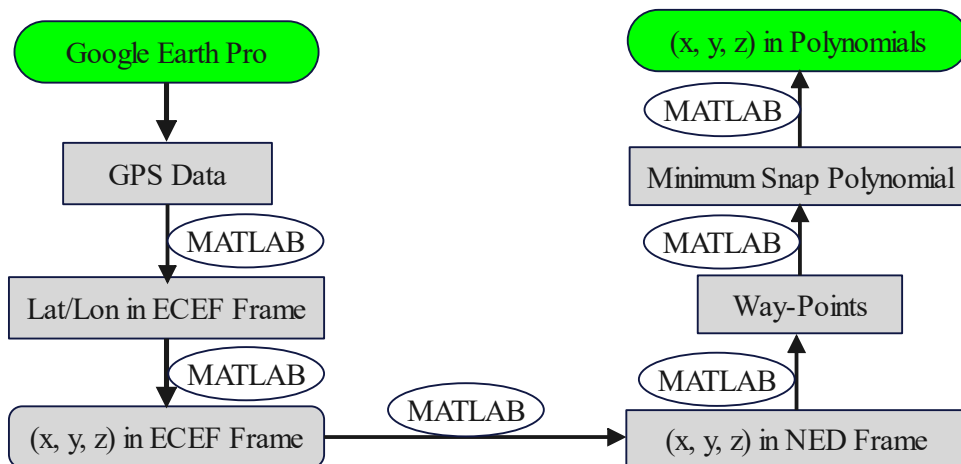 Google Earth Pro
GPS Data
MATLAB
Lat/Lon in ECEF Frame
MATLAB
(x, y, z) in ECEF Frame
MATLAB
(x, y, z) in NED Frame
MATLAB
Way-Points
MATLAB
Minimum Snap Polynomial
MATLAB
(x, y, z) in Polynomials